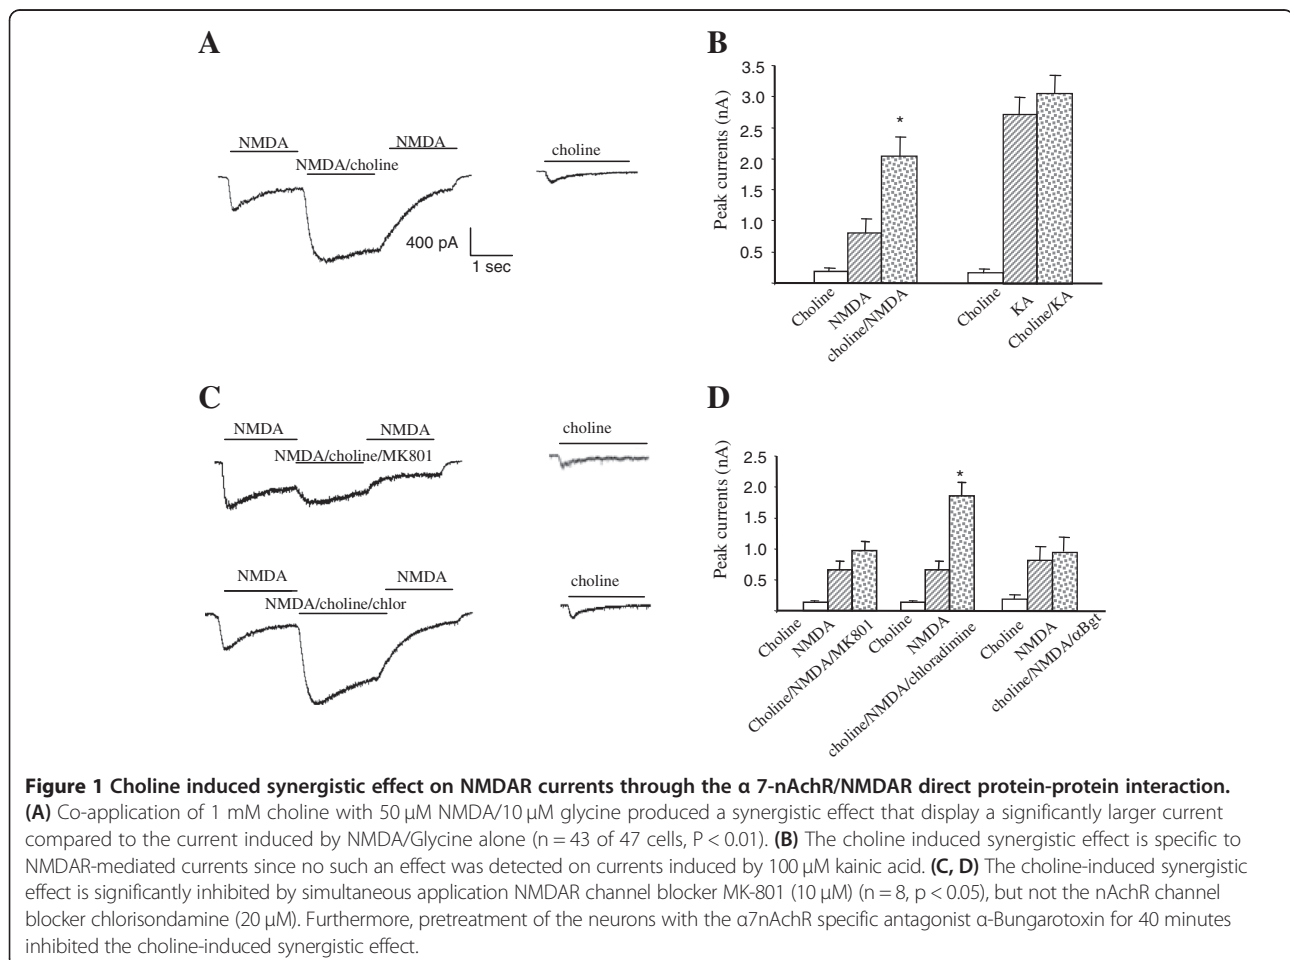 A
NMDA
NMDA
NMDA/choline
choline
400 pA
1 sec
B
Peak currents (nA)
3.5
3.0
2.5
2.0
1.5
1.0
0.5
*
Choline
NMDA
choline/NMDA
Choline
KA
Choline/KA
C
NMDA
NMDA
NMDA/choline/MK801
choline
NMDA
NMDA
NMDA/choline/chlor
choline
D
Peak currents (nA)
2.5
2.0
1.5
1.0
0.5
*
Choline
NMDA
Choline/NMDA/MK801
Choline
NMDA
choline/NMDA/chloradimine
Choline
NMDA
choline/NMDA/αBgt
Figure 1 Choline induced synergistic effect on NMDAR currents through the α 7-nAchR/NMDAR direct protein-protein interaction.
(A) Co-application of 1 mM choline with 50 μM NMDA/10 μM glycine produced a synergistic effect that display a significantly larger current
compared to the current induced by NMDA/Glycine alone (n = 43 of 47 cells, P < 0.01). (B) The choline induced synergistic effect is specific to
NMDAR-mediated currents since no such an effect was detected on currents induced by 100 μM kainic acid. (C, D) The choline-induced synergistic
effect is significantly inhibited by simultaneous application NMDAR channel blocker MK-801 (10 μM) (n = 8, p < 0.05), but not the nAchR channel
blocker chlorisondamine (20 μM). Furthermore, pretreatment of the neurons with the α7nAchR specific antagonist α-Bungarotoxin for 40 minutes
inhibited the choline-induced synergistic effect.